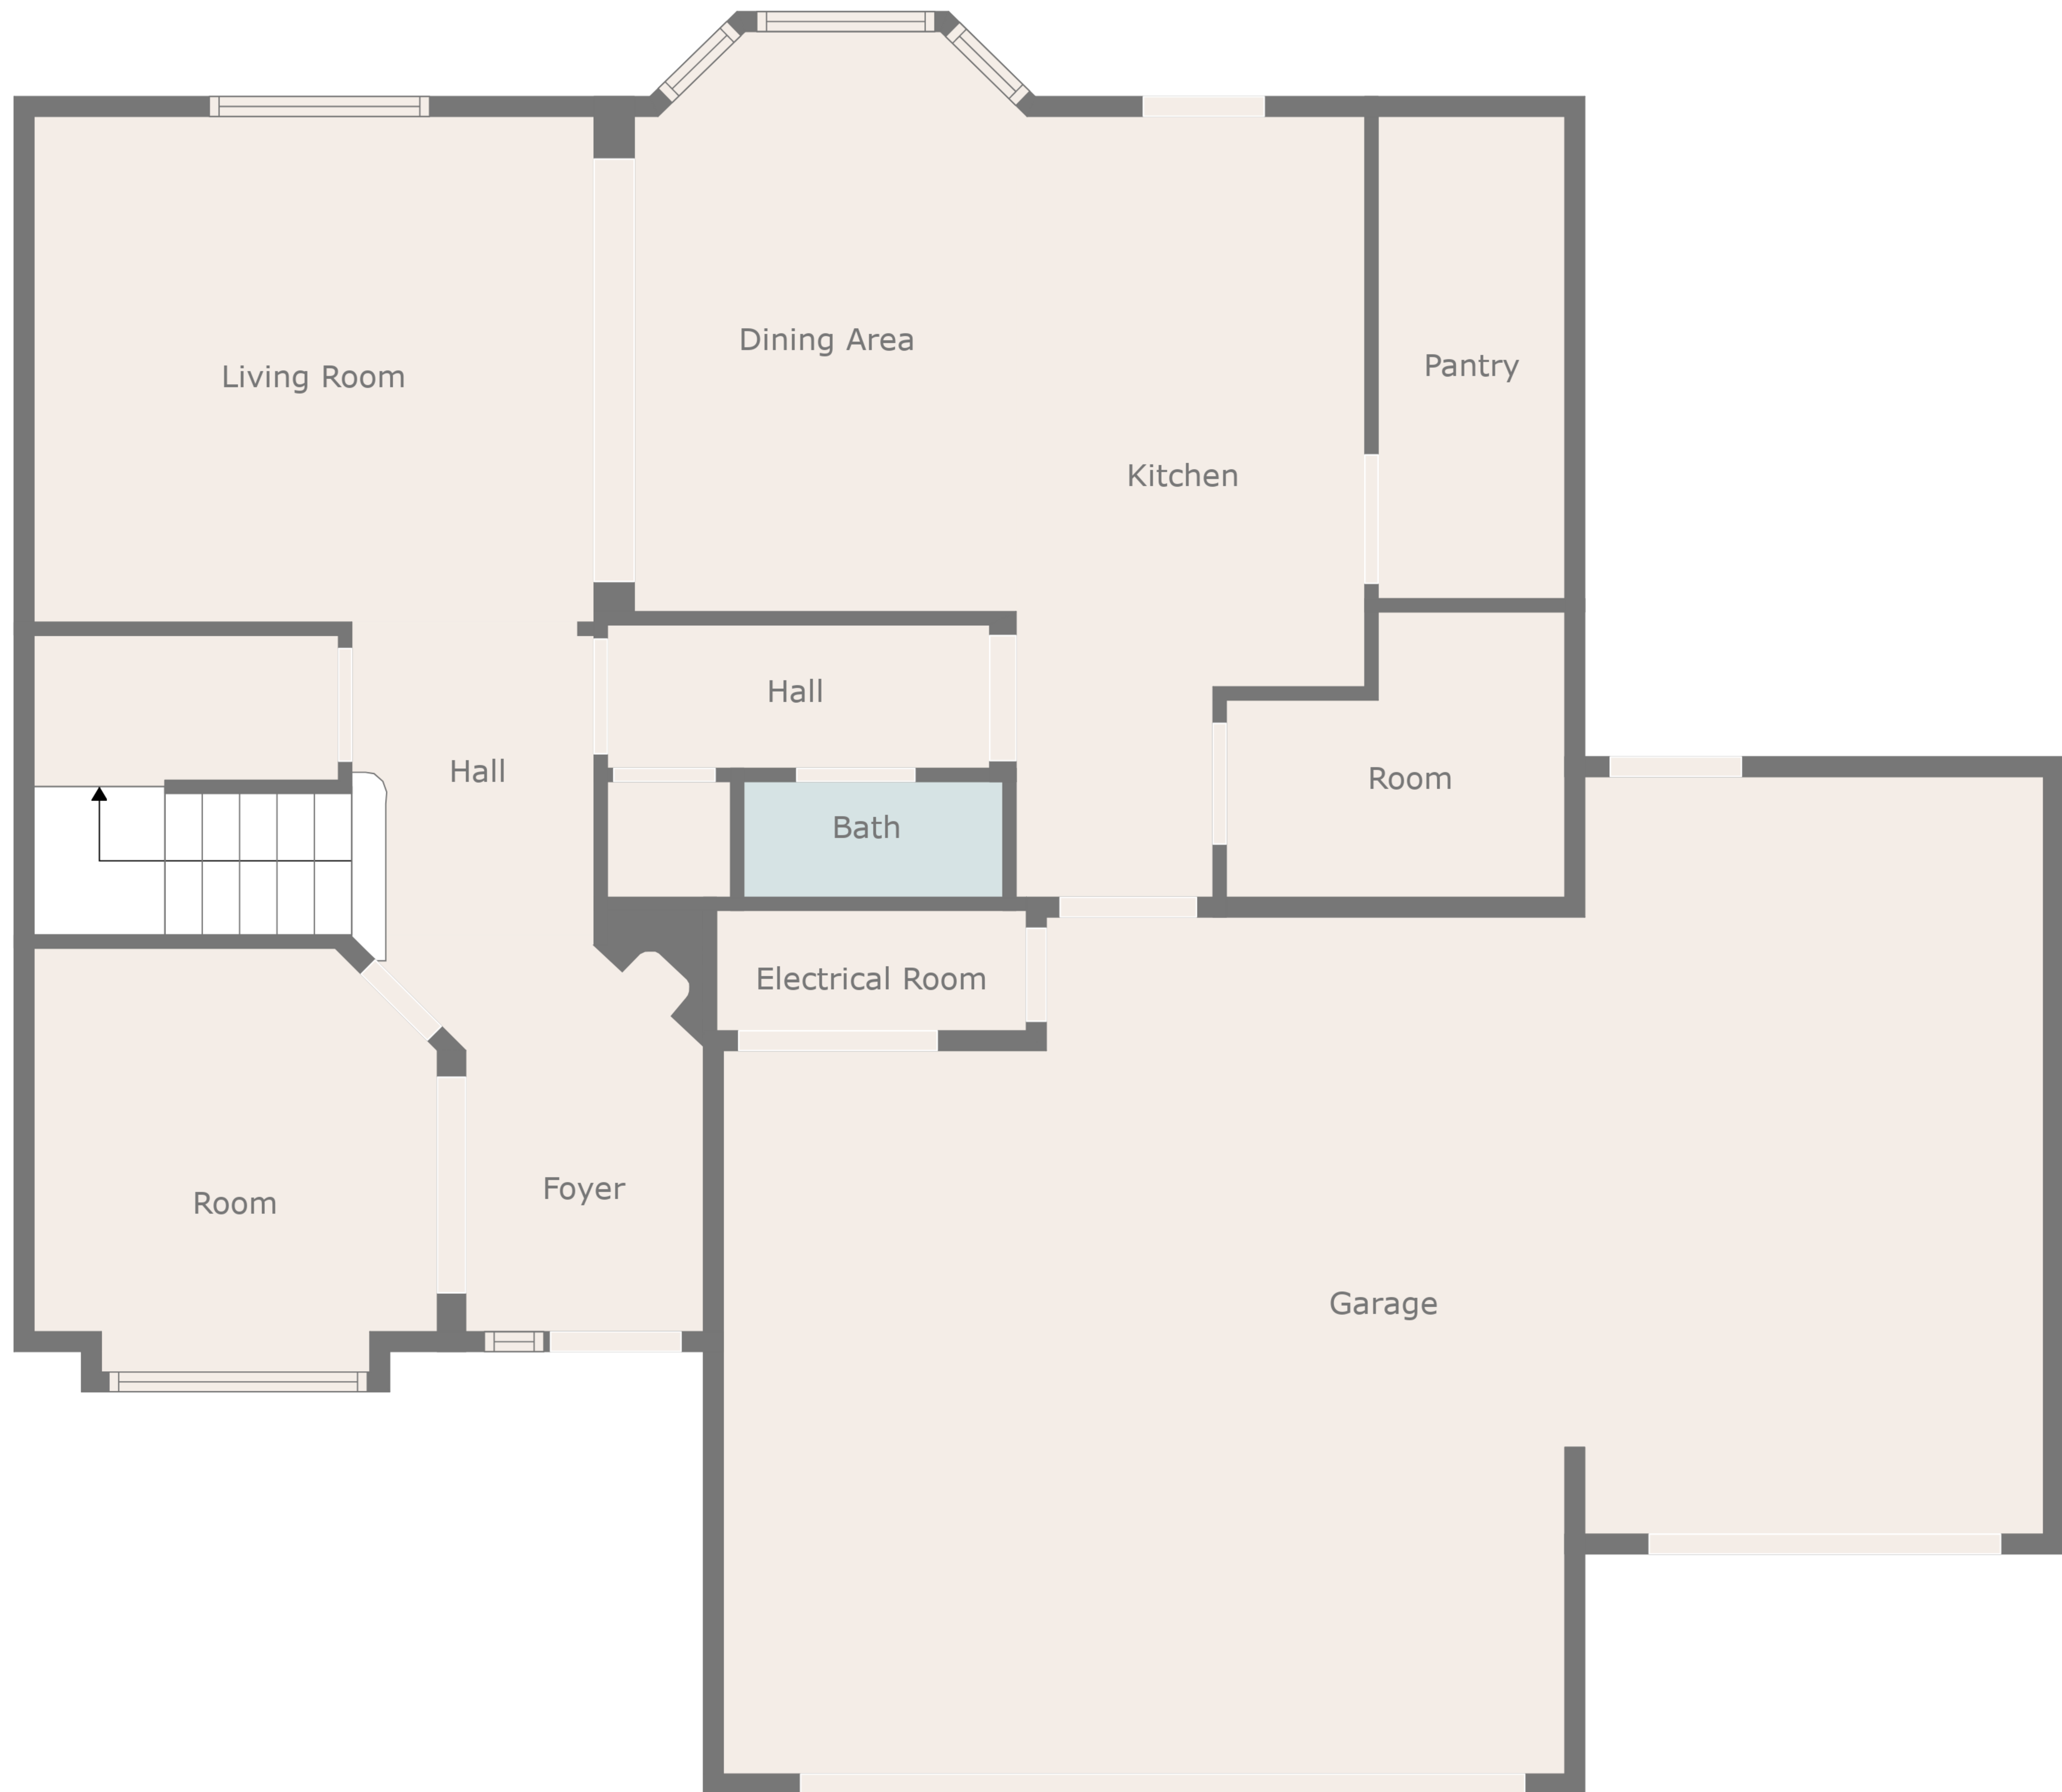 Dining Area
Living Room
Pantry
Kitchen
Hall
Hall
Room
Bath
Electrical Room
Foyer
Room
Garage